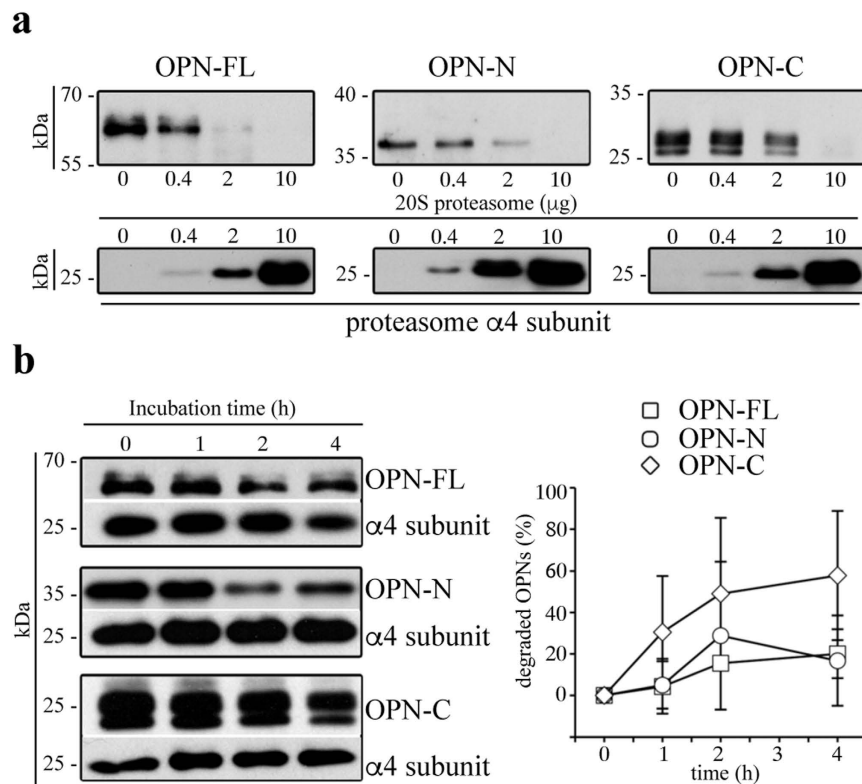 a
OPN-FL OPN-N OPN-C
kDa 70 - 55 - 40 - 35 - 35 - 25 -
0 0.4 2 10 0 0.4 2 10 0 0.4 2 10
20S proteasome (μg)
0 0.4 2 10 0 0.4 2 10 0 0.4 2 10
kDa 25 - 25 - 25 -
proteasome α4 subunit
b
Incubation time (h)
0 1 2 4
kDa
70 -
OPN-FL
25 - α4 subunit
35 - OPN-N
25 - α4 subunit
25 - OPN-C
25 - α4 subunit
OPN-FL
OPN-N
OPN-C
degraded OPNs (%)
100
80
60
40
20
0
0 1 2 3 4
time (h)